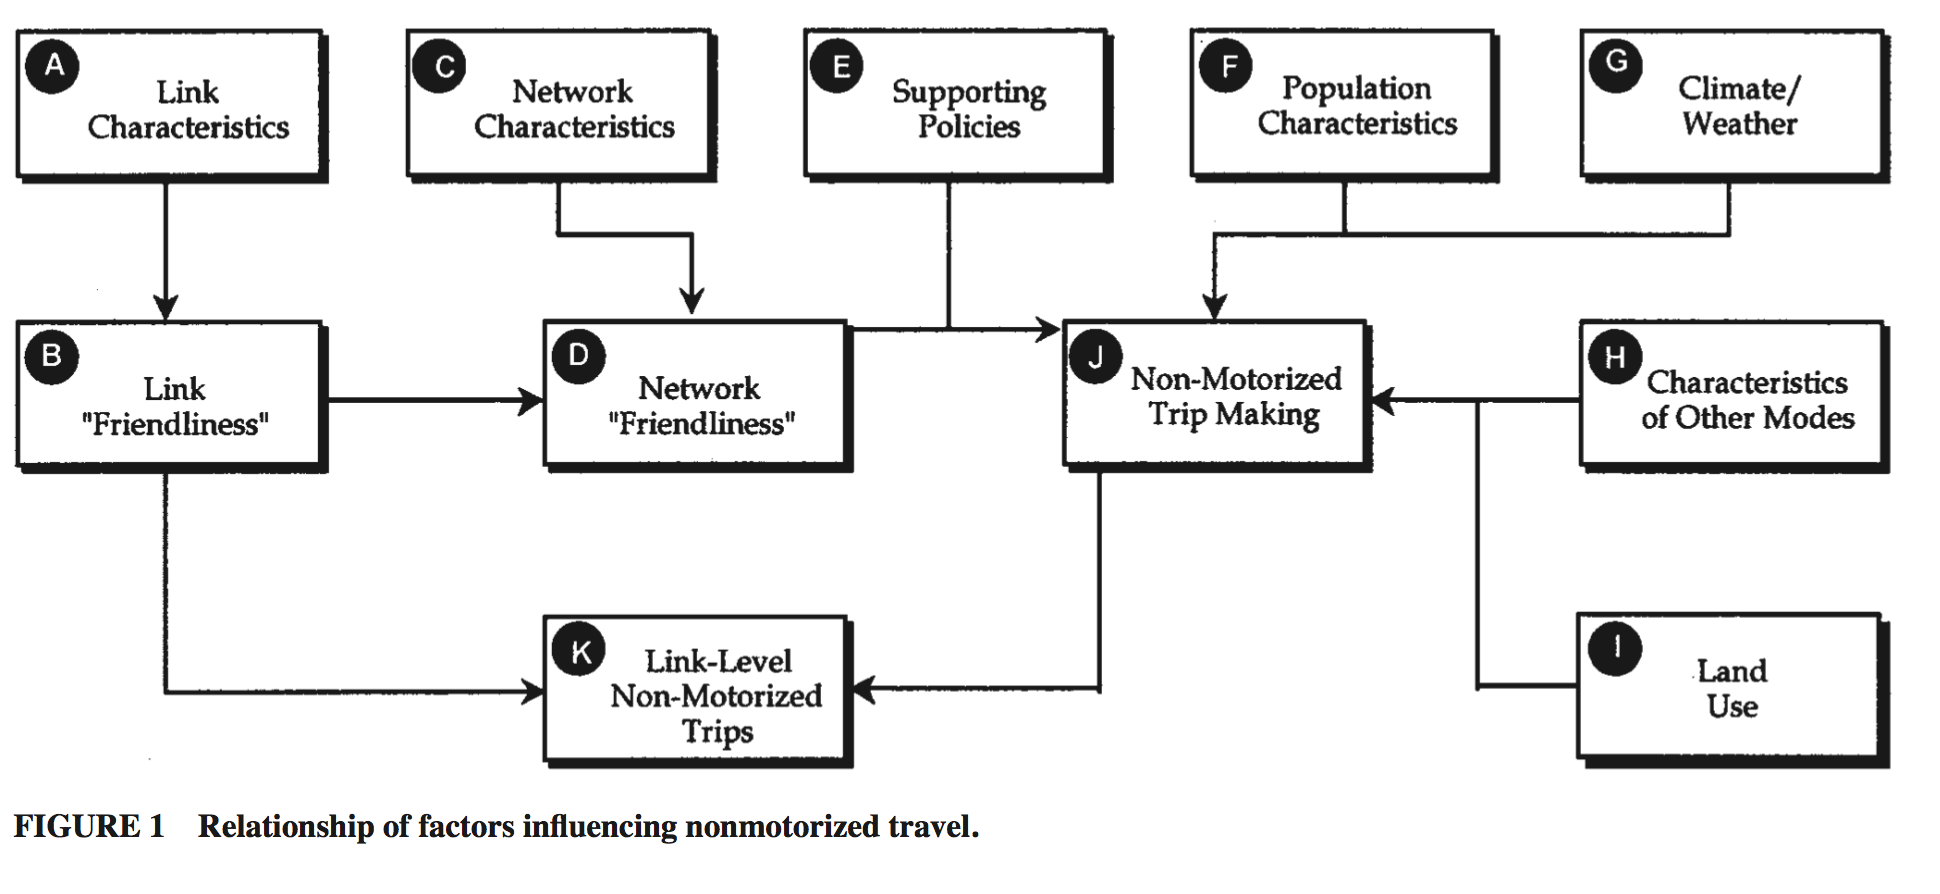 A
Link
Characteristics
C
Network
Characteristics
E
Supporting
Policies
F
Population
Characteristics
G
Climate/
Weather
B
Link
"Friendliness"
D
Network
"Friendliness"
J
Non-Motorized
Trip Making
H
Characteristics
of Other Modes
K
Link-Level
Non-Motorized
Trips
I
Land
Use
FIGURE 1 Relationship of factors influencing nonmotorized travel.